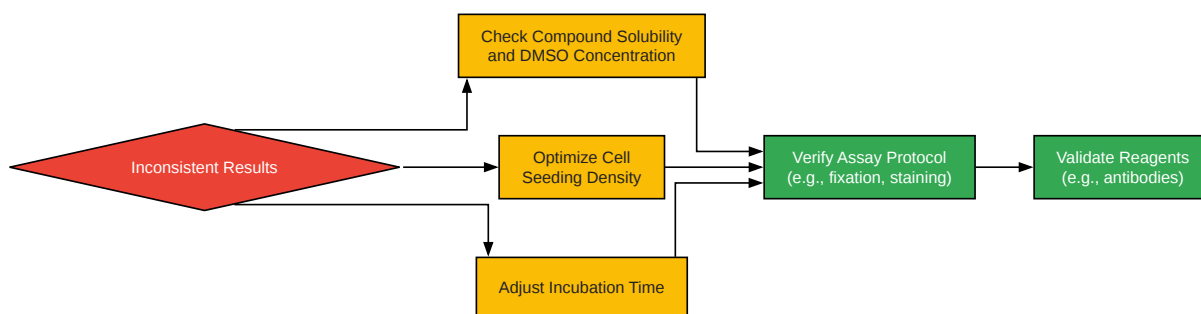 Check Compound Solubility
and DMSO Concentration
Inconsistent Results
Optimize Cell
Seeding Density
Verify Assay Protocol
(e.g., fixation, staining)
Validate Reagents
(e.g., antibodies)
Adjust Incubation Time